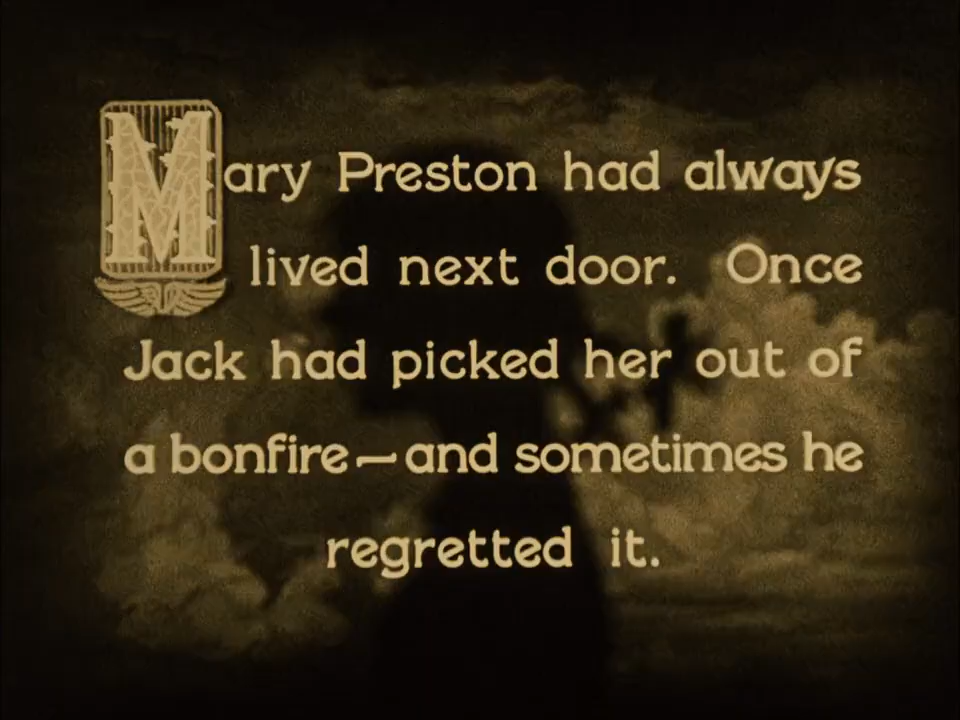 Mary Preston had always
lived next door. Once
Jack had picked her out of
a bonfire—and sometimes he
regretted it.